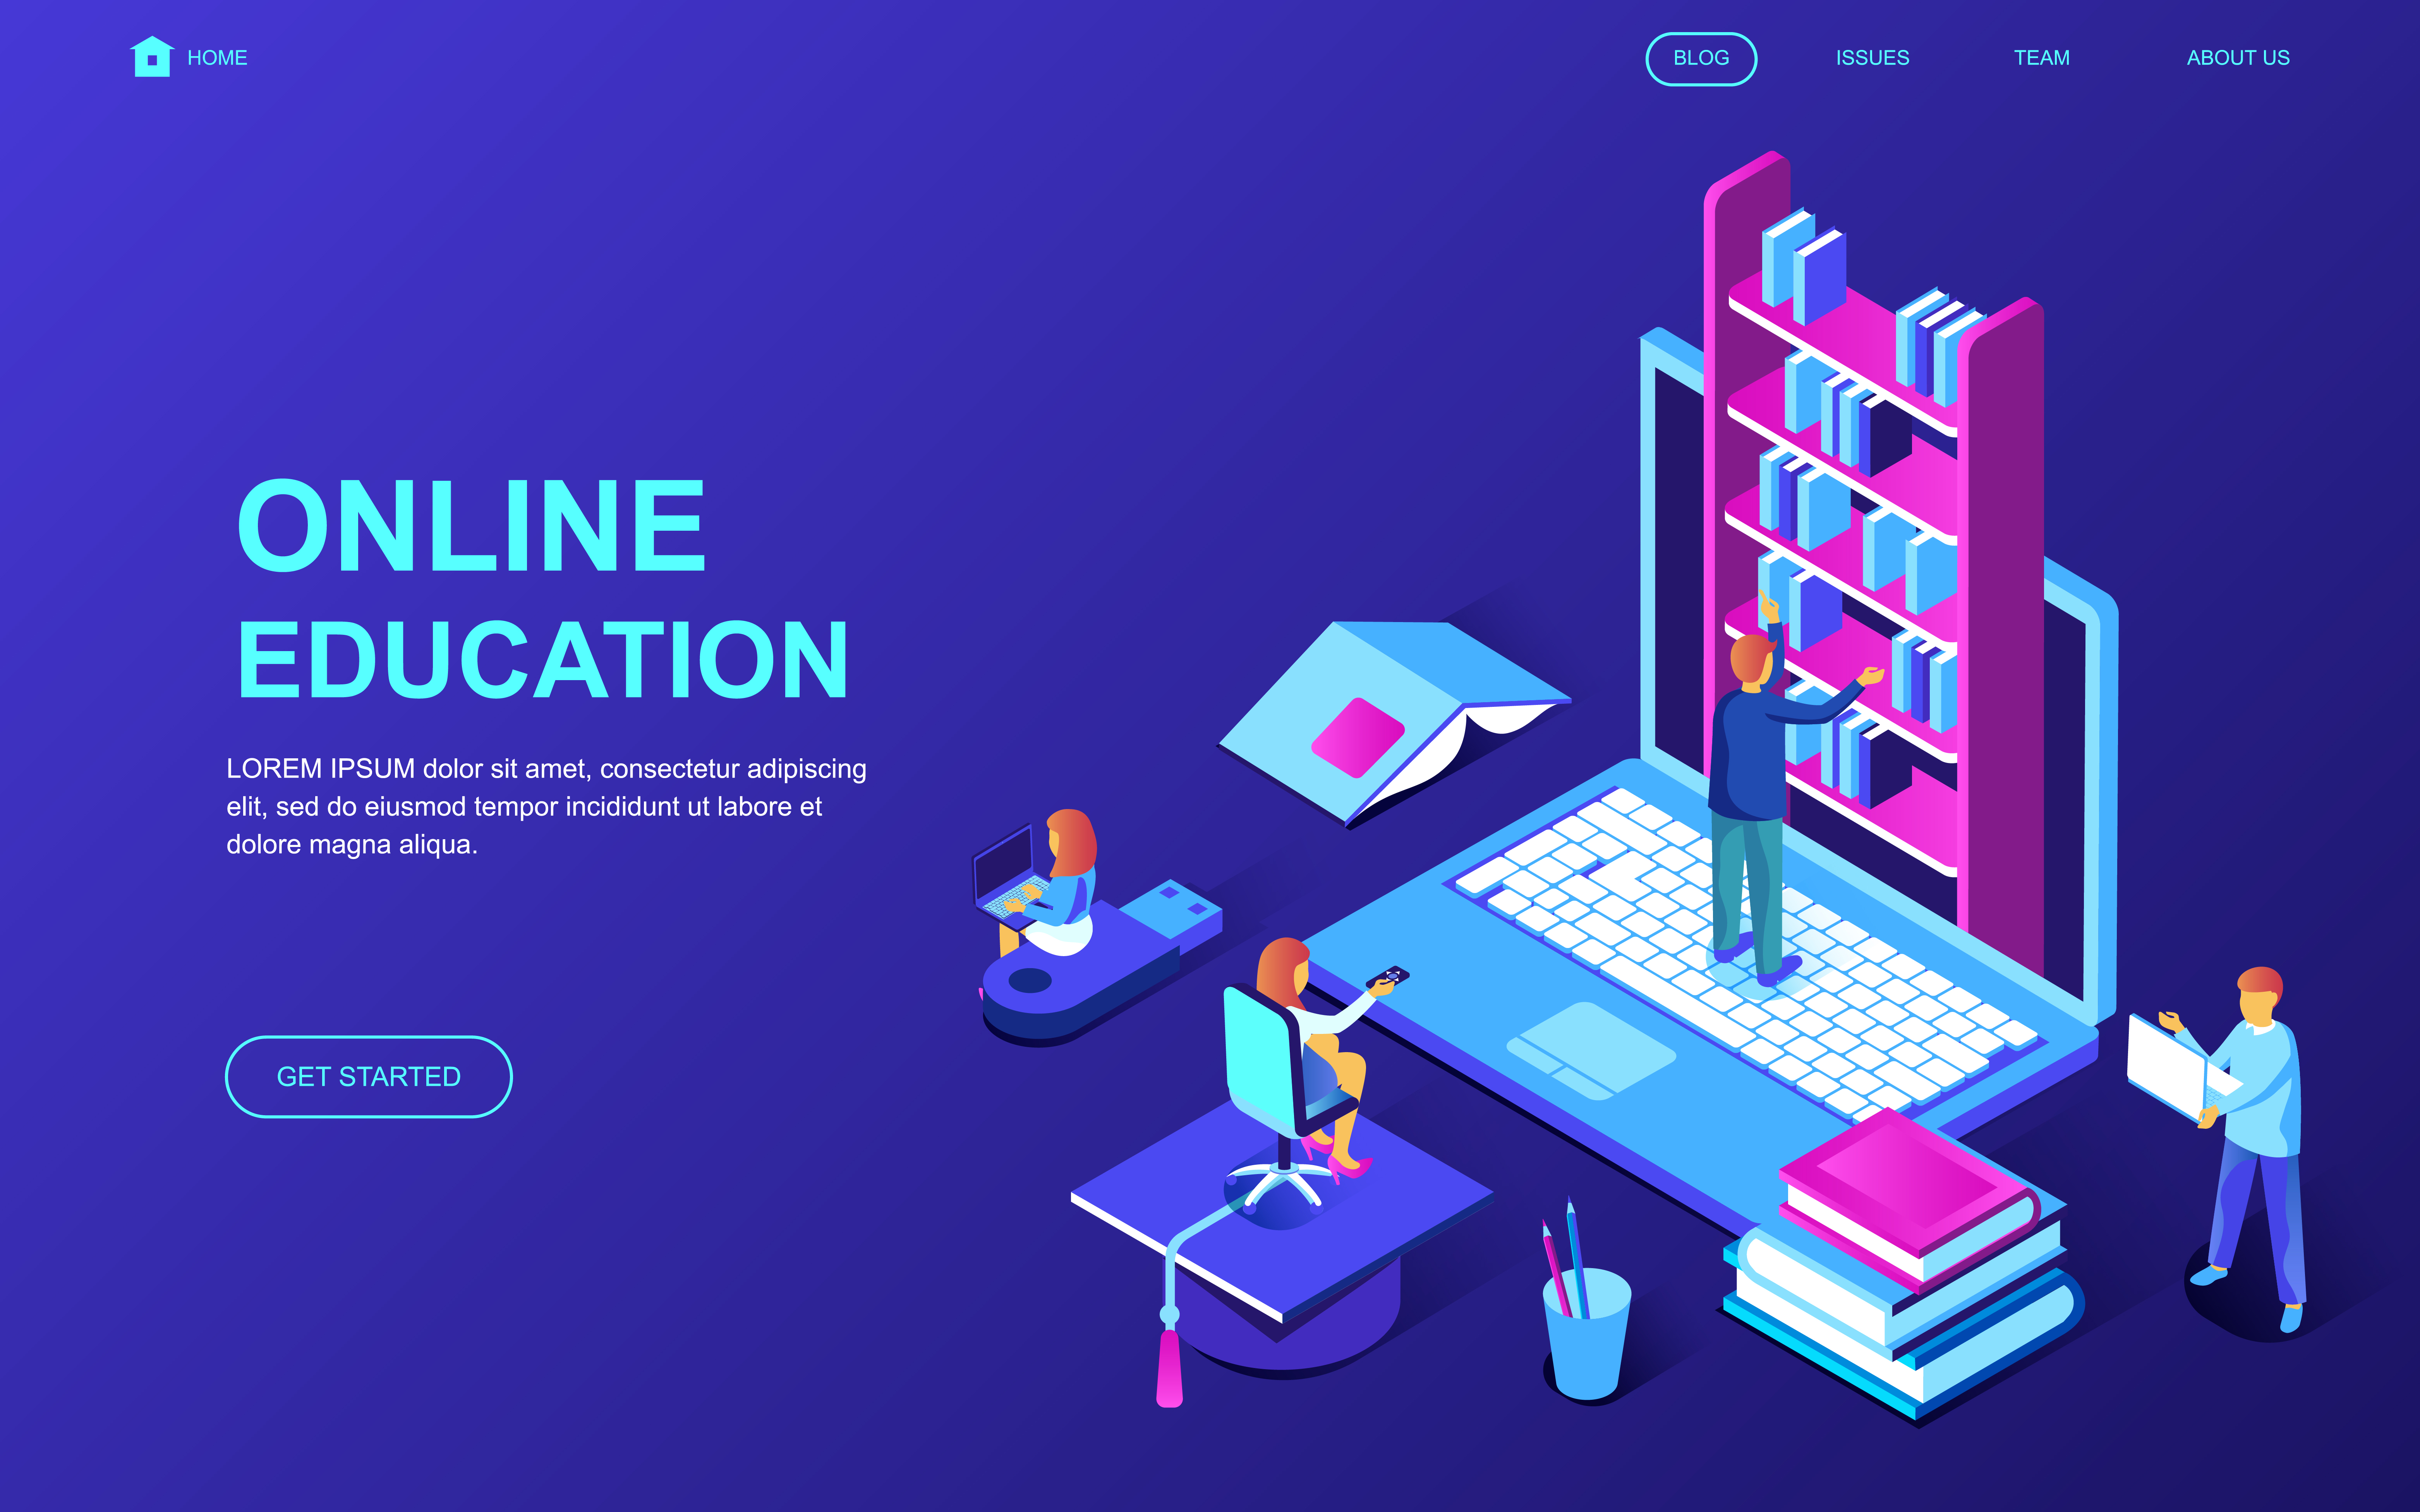 HOME
BLOG
ISSUES
TEAM
ABOUT US
ONLINE
EDUCATION
LOREM IPSUM dolor sit amet, consectetur adipiscing
elit, sed do eiusmod tempor incididunt ut labore et
dolore magna aliqua.
GET STARTED